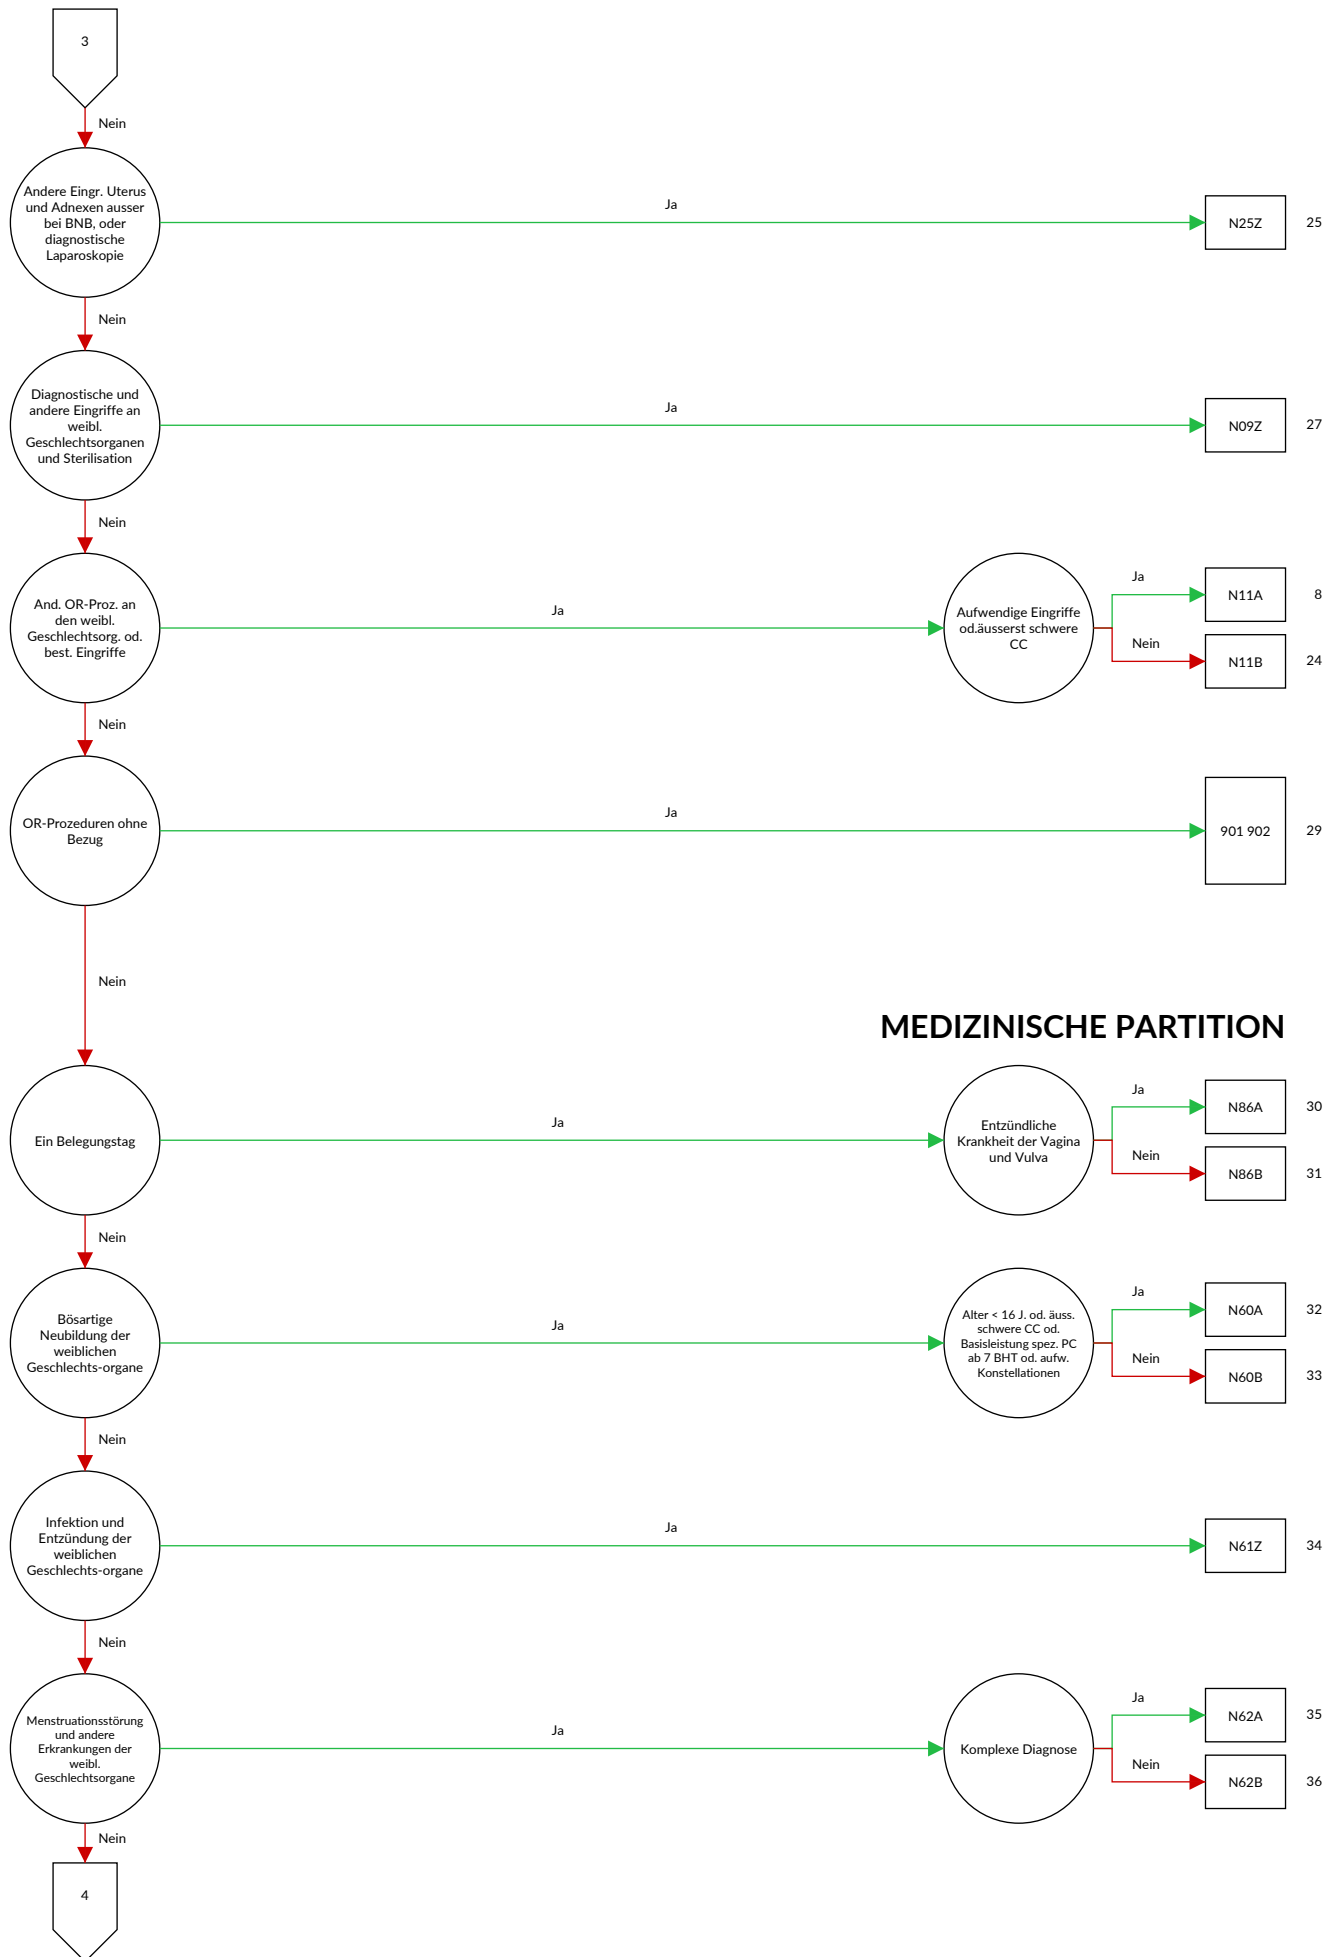 3
Nein
Andere Eingr. Uterus
und Adnexen ausser
bei BNB, oder
diagnostische
Laparoskopie
Ja
N25Z
25
Nein
Diagnostische und
andere Eingriffe an
weibl.
Geschlechtsorganen
und Sterilisation
Ja
N09Z
27
Nein
And. OR-Proz. an
den weibl.
Geschlechtsorg. od.
best. Eingriffe
Ja
Aufwendige Eingriffe
od.äusserst schwere
CC
Ja
N11A
8
Nein
N11B
24
Nein
OR-Prozeduren ohne
Bezug
Ja
901 902
29
Nein
MEDIZINISCHE PARTITION
Ein Belegungstag
Ja
Entzündliche
Krankheit der Vagina
und Vulva
Ja
N86A
30
Nein
N86B
31
Nein
Bösartige
Neubildung der
weiblichen
Geschlechts-organe
Ja
Alter < 16 J. od. äuss.
schwere CC od.
Basisleistung spez. PC
ab 7 BHT od. aufw.
Konstellationen
Ja
N60A
32
Nein
N60B
33
Nein
Infektion und
Entzündung der
weiblichen
Geschlechts-organe
Ja
N61Z
34
Nein
Menstruationsstörung
und andere
Erkrankungen der
weibl.
Geschlechtsorgane
Ja
Komplexe Diagnose
Ja
N62A
35
Nein
N62B
36
Nein
4